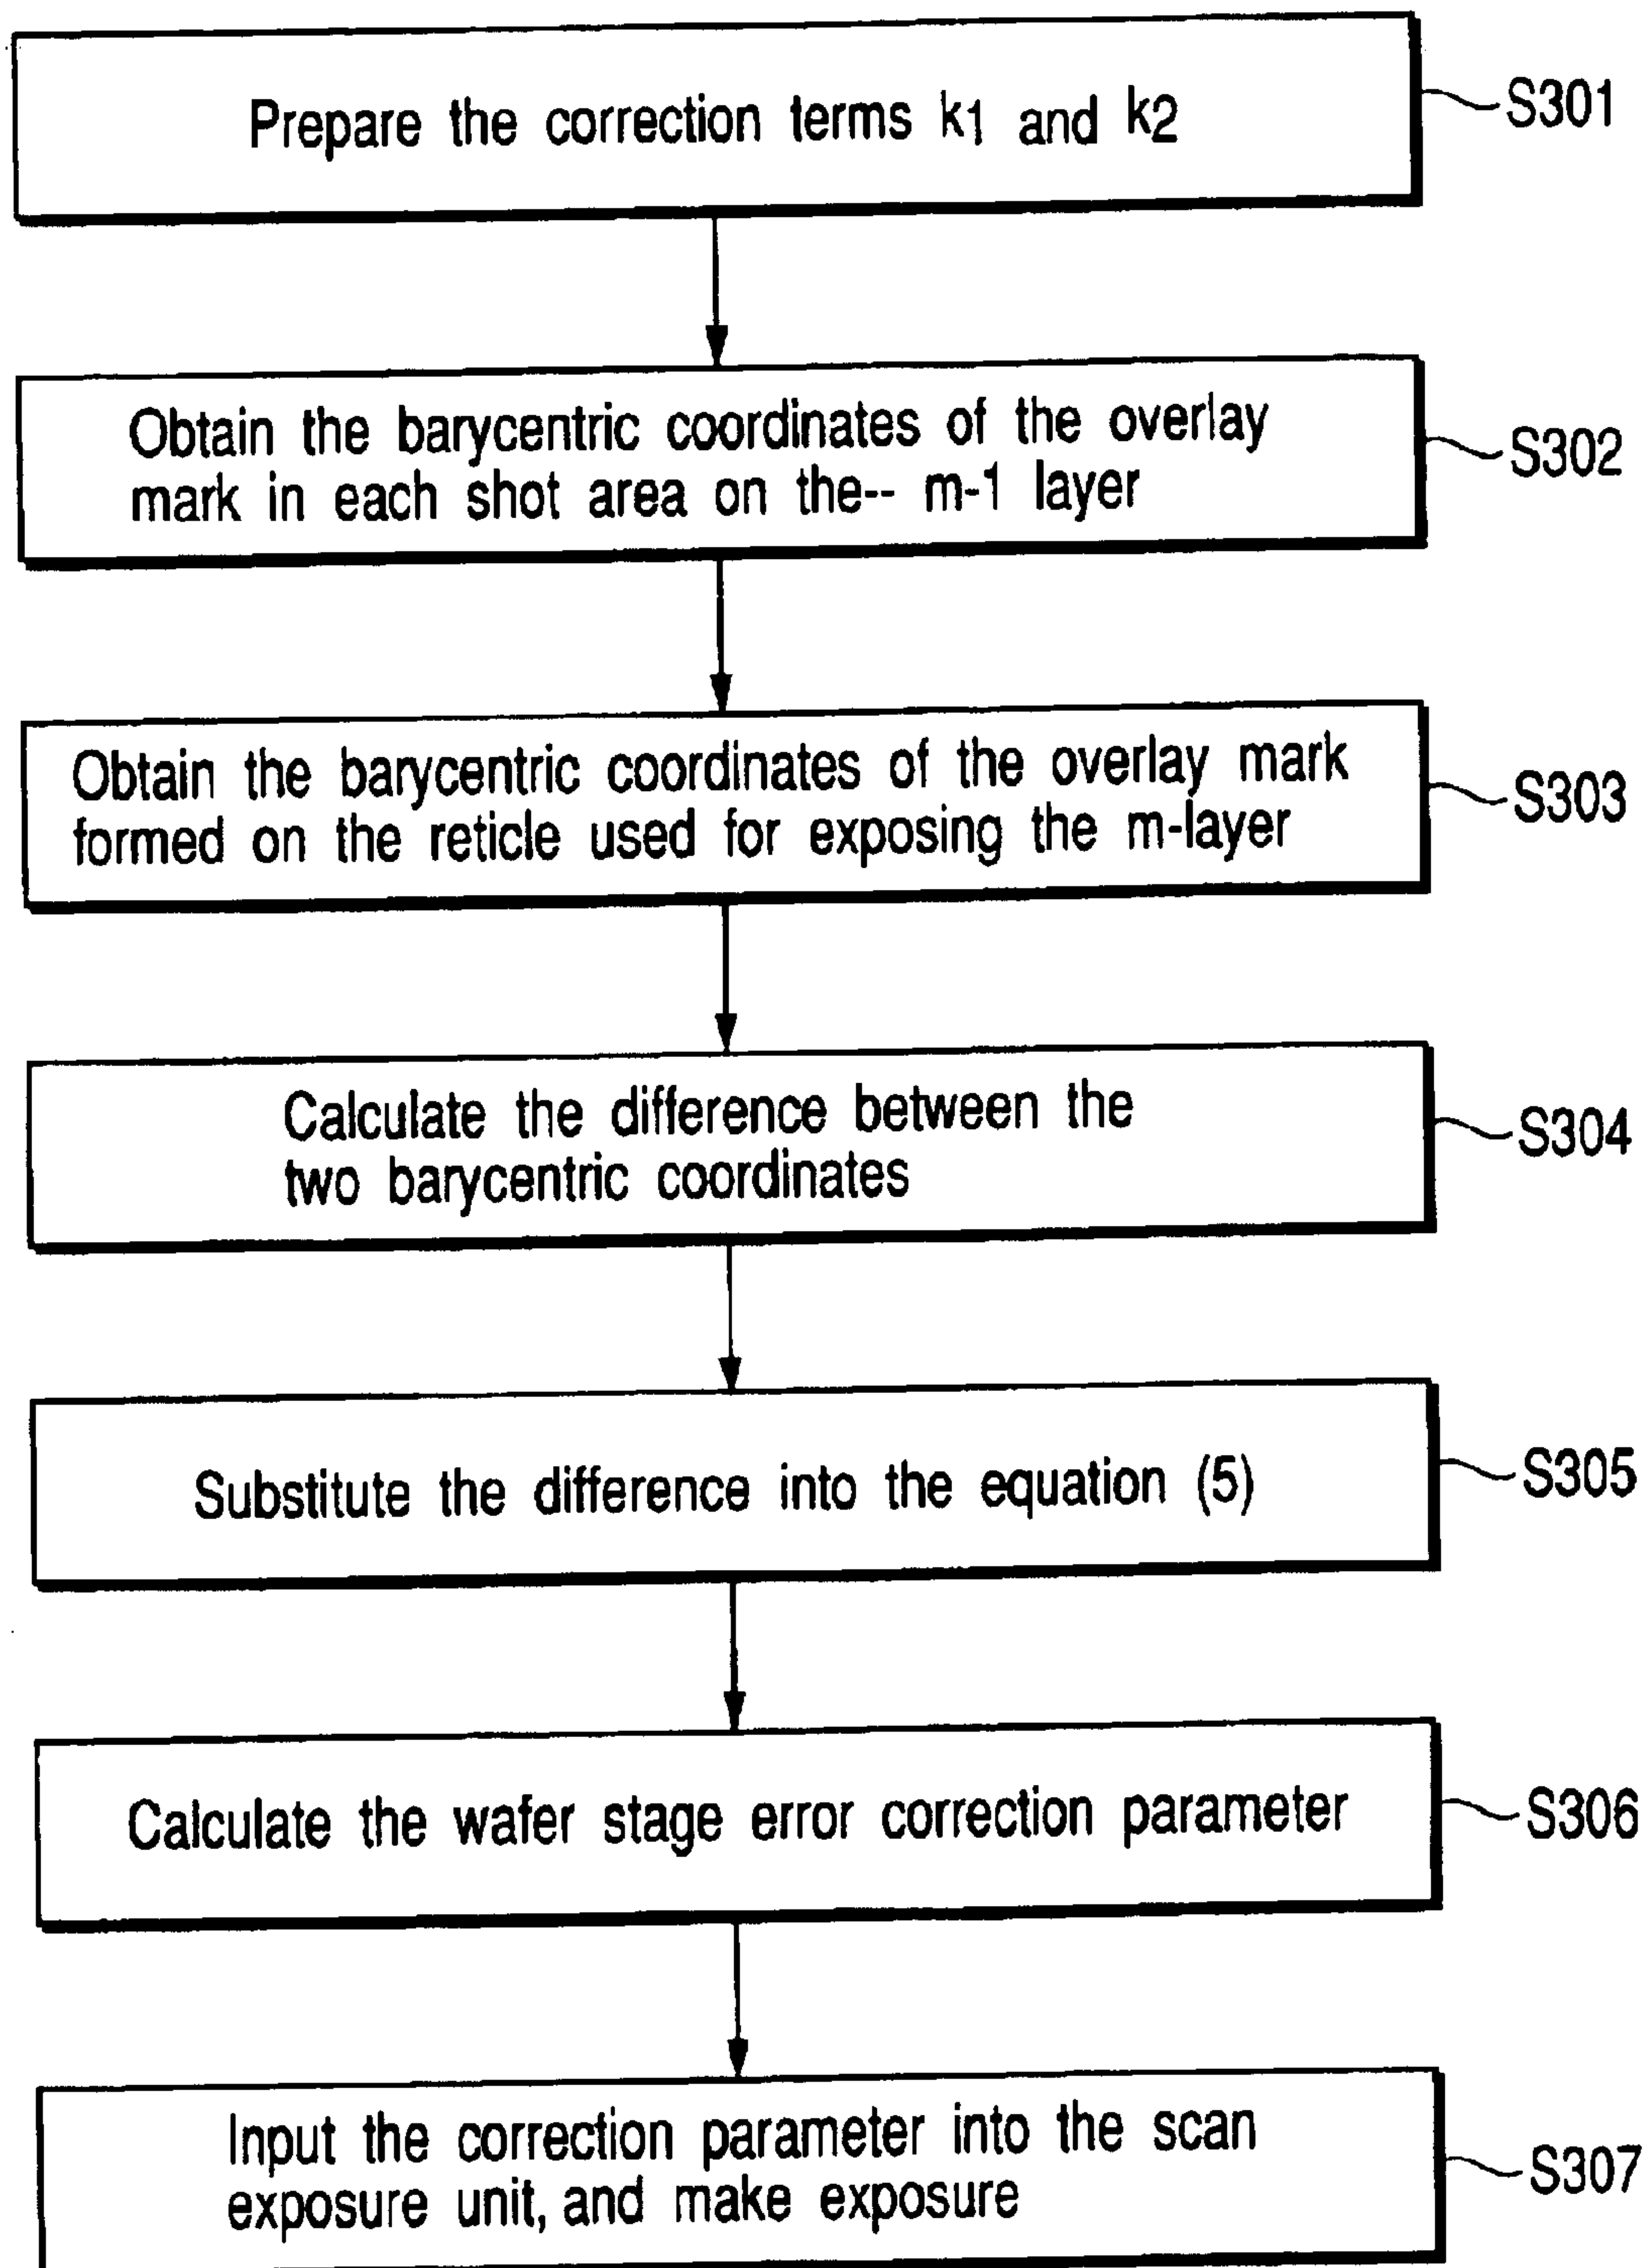 Prepare the correction terms k1 and k2
S301
Obtain the barycentric coordinates of the overlay
mark in each shot area on the-- m-1 layer
S302
Obtain the barycentric coordinates of the overlay mark
formed on the reticle used for exposing the m-layer
S303
Calculate the difference between the
two barycentric coordinates
S304
Substitute the difference into the equation (5)
S305
Calculate the wafer stage error correction parameter
S306
Input the correction parameter into the scan
exposure unit, and make exposure
S307